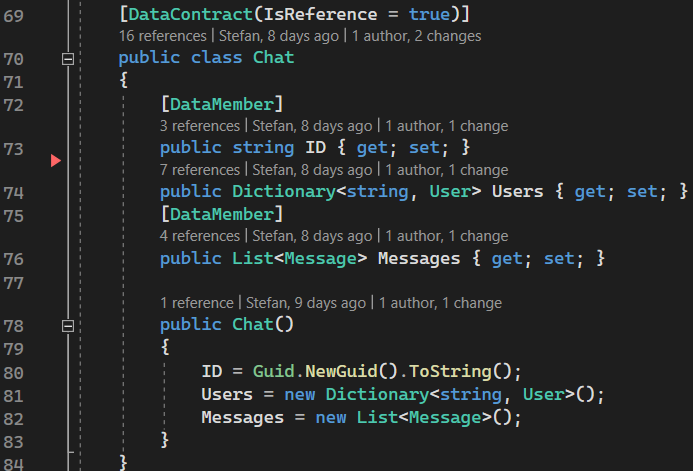 69 [DataContract(IsReference = true)]
16 references | Stefan, 8 days ago | 1 author, 2 changes
70 public class Chat
71 {
72 [DataMember]
3 references | Stefan, 8 days ago | 1 author, 1 change
73 public string ID { get; set; }
7 references | Stefan, 8 days ago | 1 author, 1 change
74 public Dictionary<string, User> Users { get; set; }
75 [DataMember]
4 references | Stefan, 8 days ago | 1 author, 1 change
76 public List<Message> Messages { get; set; }
77
1 reference | Stefan, 9 days ago | 1 author, 1 change
78 public Chat()
79 {
80 ID = Guid.NewGuid().ToString();
81 Users = new Dictionary<string, User>();
82 Messages = new List<Message>();
83 }
84 }